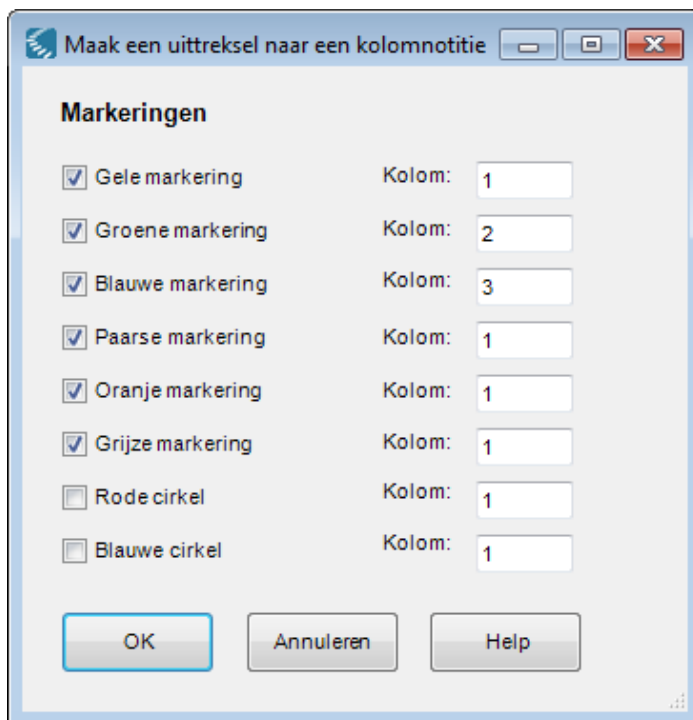 Maak een uittreksel naar een kolomnotitie
Markeringen
Gele markering Kolom: 1
Groene markering Kolom: 2
Blauwe markering Kolom: 3
Paarse markering Kolom: 1
Oranje markering Kolom: 1
Grijze markering Kolom: 1
Rode cirkel Kolom: 1
Blauwe cirkel Kolom: 1
OK Annuleren Help